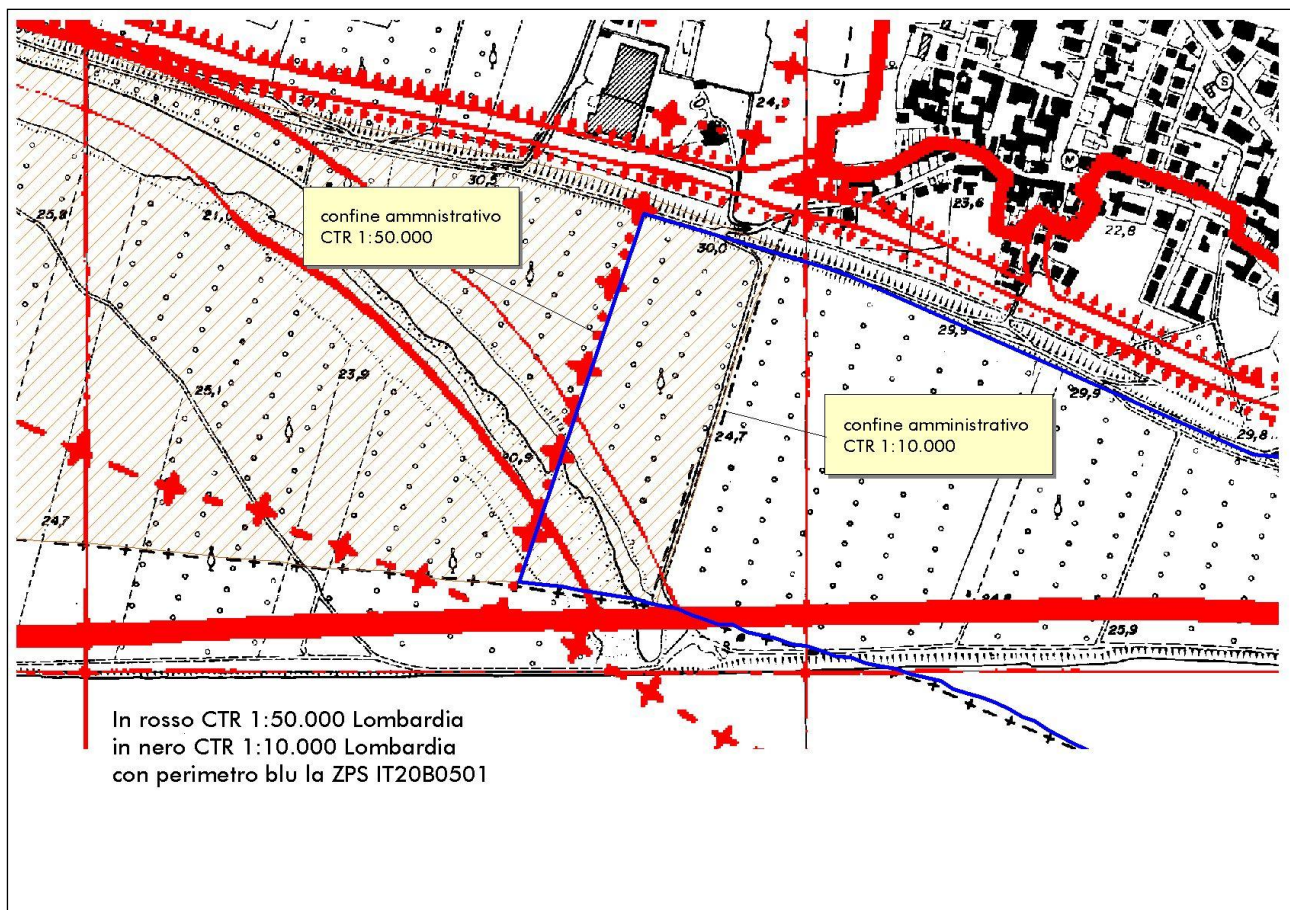 24,9
30,5
confine ammnistrativo
CTR 1:50.000
23,6
M
S
25,8
22,8
30,0
29,9
25,1
23,9
29,9
confine amministrativo
CTR 1:10.000
24,7
29,8
20,9
24,7
24,8
25,9
In rosso CTR 1:50.000 Lombardia
in nero CTR 1:10.000 Lombardia
con perimetro blu la ZPS IT20B0501